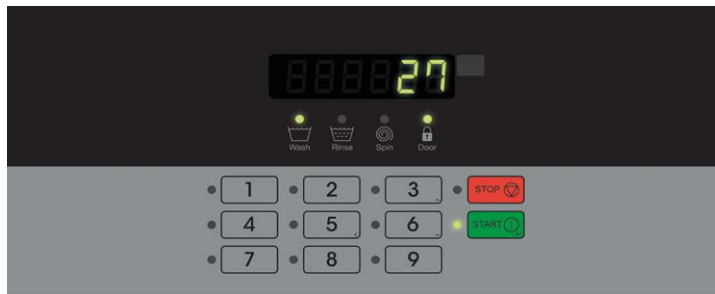 27
Wash Rinse Spin Door
1 2 3 STOP
4 5 6 START
7 8 9